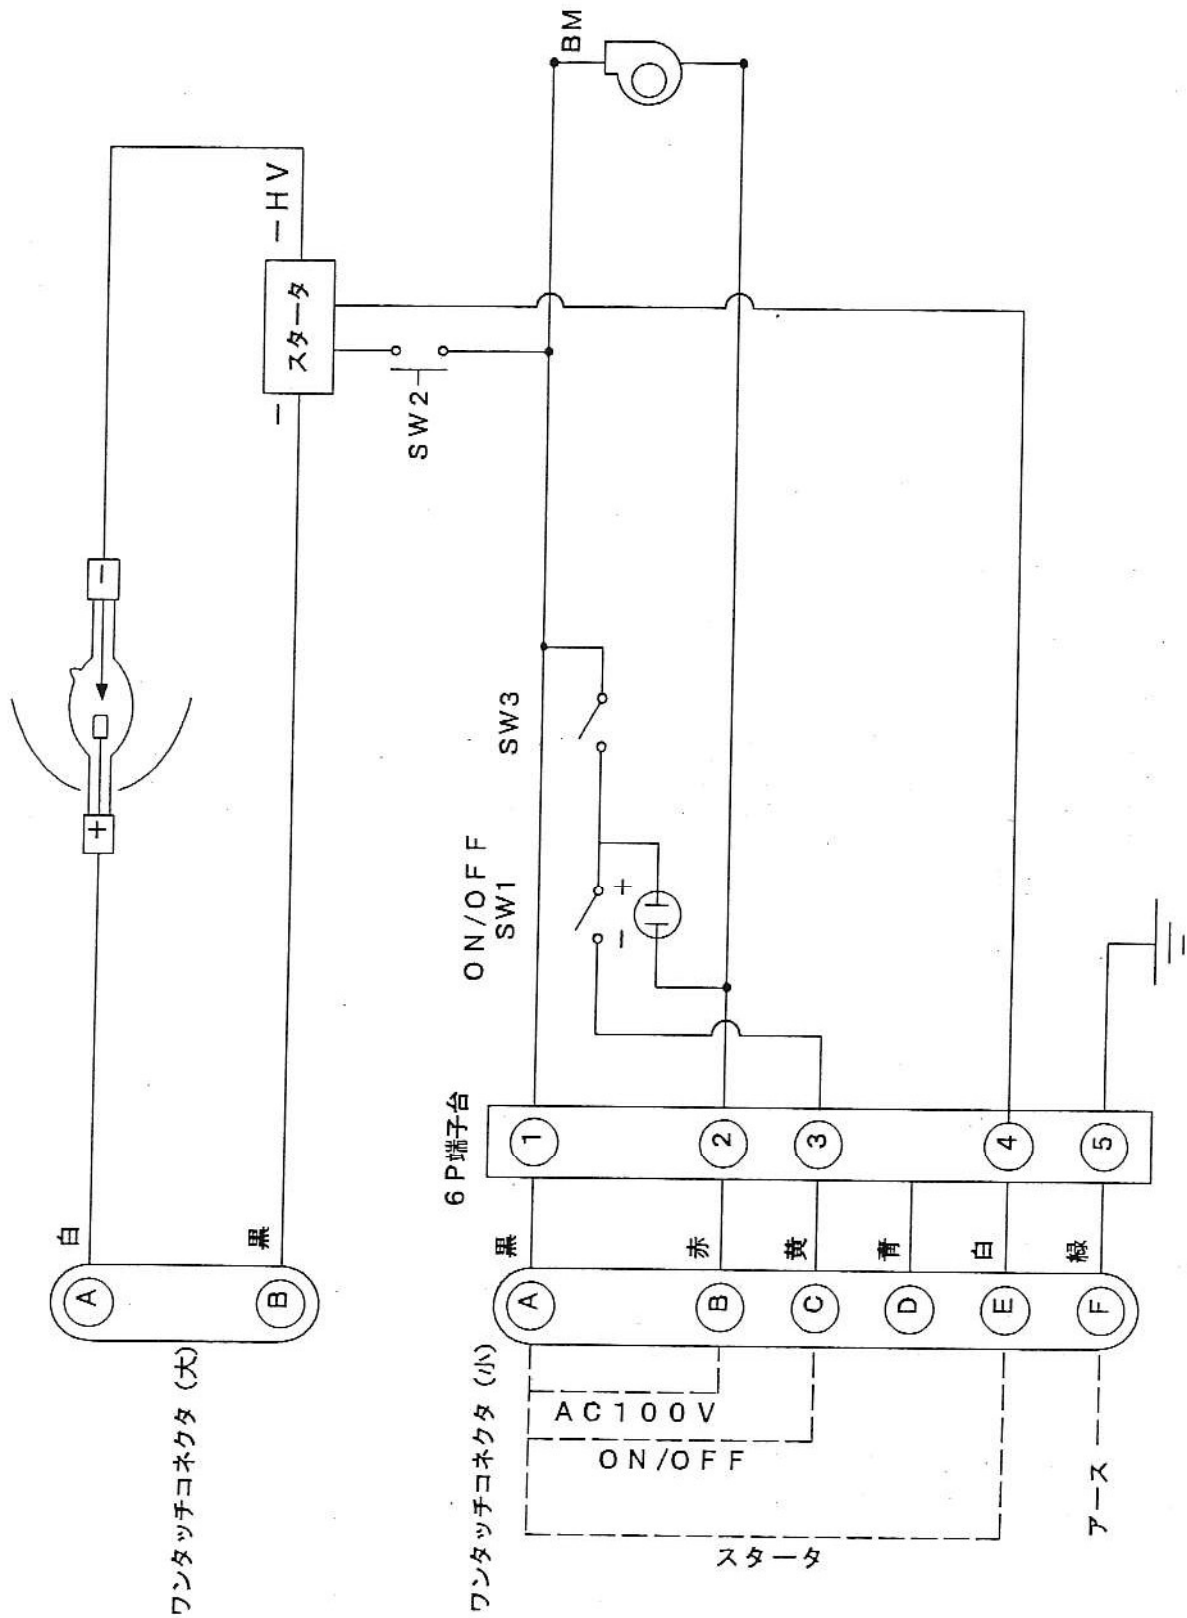 ワンタッチコネクタ（大）
A
B
白
黒
＋
－
－
スタータ
－HV
SW2
BM
ワンタッチコネクタ（小）
A
B
C
D
E
F
黒
赤
黄
青
白
緑
6P端子台
1
2
3
4
5
ON/OFF
SW1
－ ＋
SW3
AC100V
ON/OFF
スタータ
アース